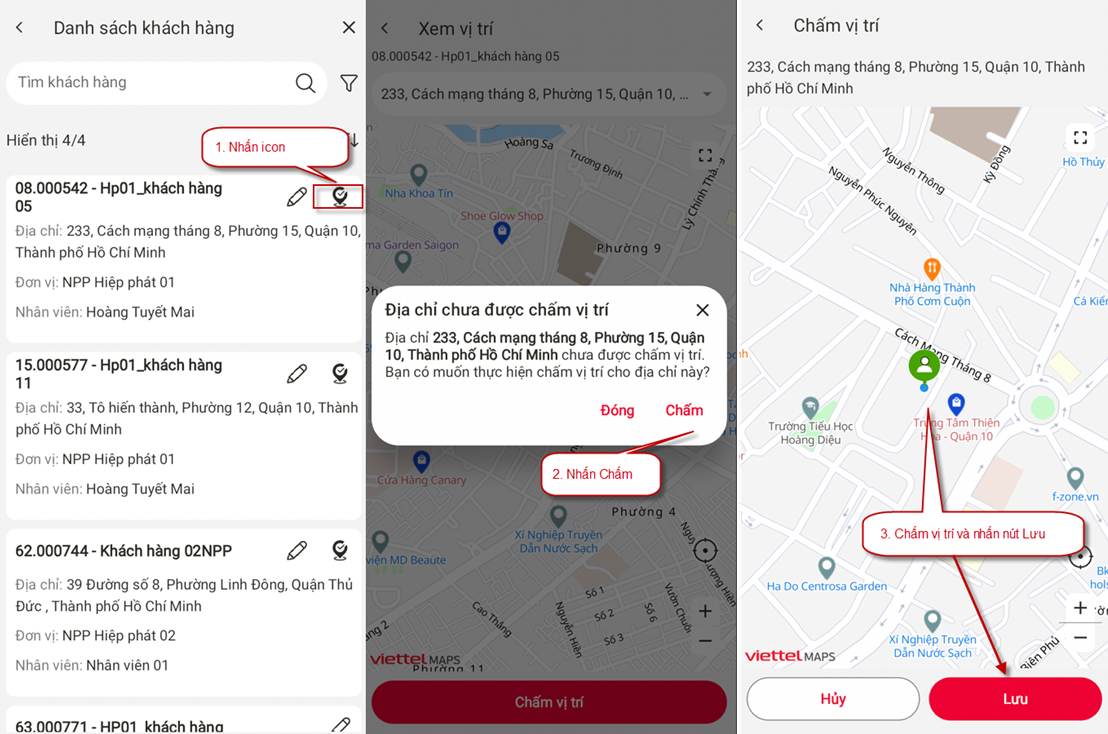 Danh sách khách hàng
Tìm khách hàng
Hiển thị 4/4
1. Nhấn icon
08.000542 - Hp01_khách hàng
05
Địa chỉ: 233, Cách mạng tháng 8, Phường 15, Quận 10,
Thành phố Hồ Chí Minh
Đơn vị: NPP Hiệp phát 01
Nhân viên: Hoàng Tuyết Mai
15.000577 - Hp01_khách hàng
11
Địa chỉ: 33, Tô hiến thành, Phường 12, Quận 10, Thành
phố Hồ Chí Minh
Đơn vị: NPP Hiệp phát 01
Nhân viên: Hoàng Tuyết Mai
62.000744 - Khách hàng 02NPP
Địa chỉ: 39 Đường số 8, Phường Linh Đông, Quận Thủ
Đức , Thành phố Hồ Chí Minh
Đơn vị: NPP Hiệp phát 02
Nhân viên: Nhân viên 01
63.000771 - HP01_khách hàng
Xem vị trí
08.000542 - Hp01_khách hàng 05
233, Cách mạng tháng 8, Phường 15, Quận 10, ...
Hoàng Sa
Trương Định
Nha Khoa Tín
Lý Chính Thắ
Shoe Glow Shop
ma Garden Saigon
Phường 9
Địa chỉ chưa được chấm vị trí
Địa chỉ 233, Cách mạng tháng 8, Phường 15, Quận
10, Thành phố Hồ Chí Minh chưa được chấm vị trí.
Bạn có muốn thực hiện chấm vị trí cho địa chỉ này?
Đóng
Chấm
2. Nhấn Chấm
Cửa Hàng Canary
Phường 4
Xí Nghiệp Truyền
Dẫn Nước Sạch
viện MD Beaute
Nguyễn
Thượng Hiền
Số 1
Số 2
Số 3
Số 6
Vườn Chuối
Cao Thắng
Nguyễn Hiền
ng 2
viettel MAPS
Phường 11
Chấm vị trí
Chấm vị trí
233, Cách mạng tháng 8, Phường 15, Quận 10, Thành
phố Hồ Chí Minh
Kỳ Đồng
Hồ Thủy
Nguyễn Thông
Nguyễn Phúc Nguyên
Nhà Hàng Thành
Phố Cơm Cuộn
Cá Kiể
Cách Mạng Tháng 8
Trường Tiểu Học
Hoàng Diệu
Trung Tâm Thiên
Hòa - Quận 10
f-zone.vn
3. Chấm vị trí và nhấn nút Lưu
Ha Do Centrosa Garden
Bk
hols
Xí Nghiệp Truyền
Dẫn Nước Sạch
Điện Biên Phủ
viettel MAPS
Hủy
Lưu